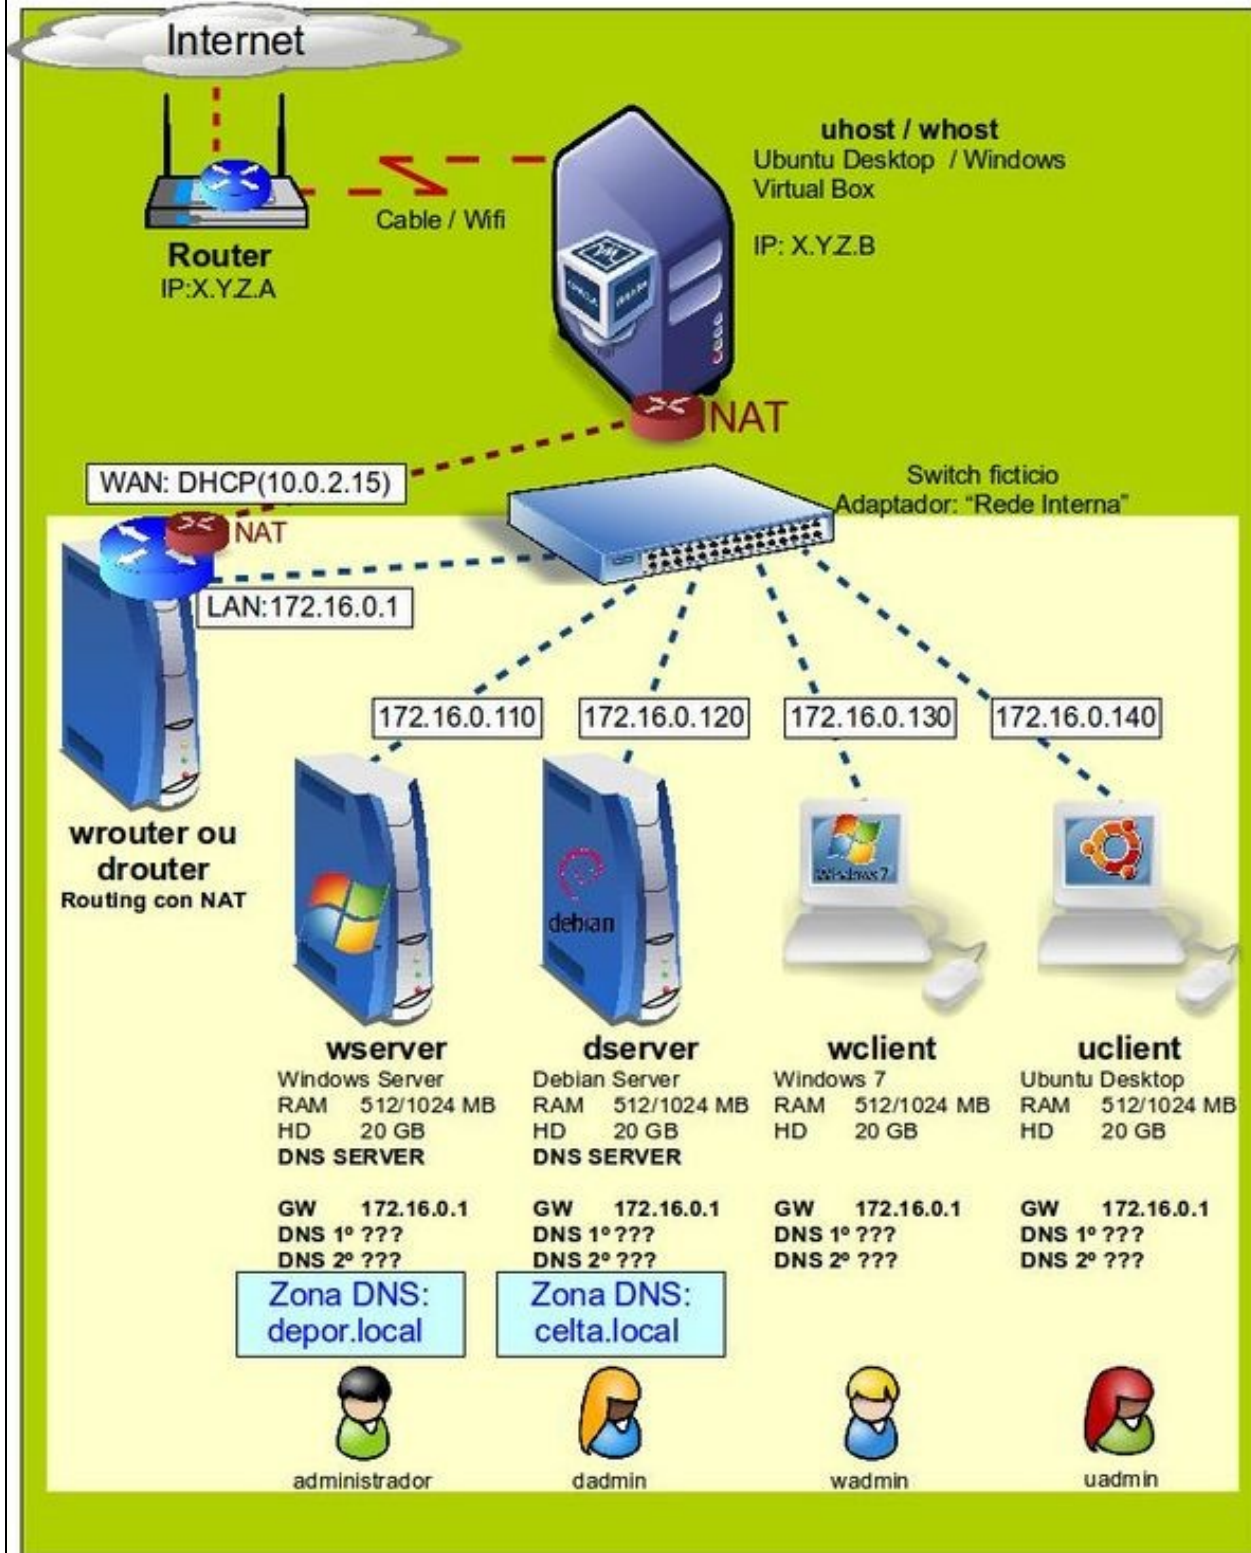 Internet
uhost / whost
Ubuntu Desktop / Windows
Virtual Box
IP: X.Y.Z.B
Cable / Wifi
Router
IP:X.Y.Z.A
NAT
WAN: DHCP(10.0.2.15)
Switch ficticio
Adaptador: “Rede Interna”
NAT
LAN:172.16.0.1
172.16.0.110
172.16.0.120
172.16.0.130
172.16.0.140
wrouter ou
drouter
Routing con NAT
debian
Windows 7
wserver
Windows Server
RAM 512/1024 MB
HD 20 GB
DNS SERVER
GW 172.16.0.1
DNS 1º ???
DNS 2º ???
Zona DNS:
depor.local
administrador
dserver
Debian Server
RAM 512/1024 MB
HD 20 GB
DNS SERVER
GW 172.16.0.1
DNS 1º ???
DNS 2º ???
Zona DNS:
celta.local
dadmin
wclient
Windows 7
RAM 512/1024 MB
HD 20 GB
GW 172.16.0.1
DNS 1º ???
DNS 2º ???
wadmin
uclient
Ubuntu Desktop
RAM 512/1024 MB
HD 20 GB
GW 172.16.0.1
DNS 1º ???
DNS 2º ???
uadmin